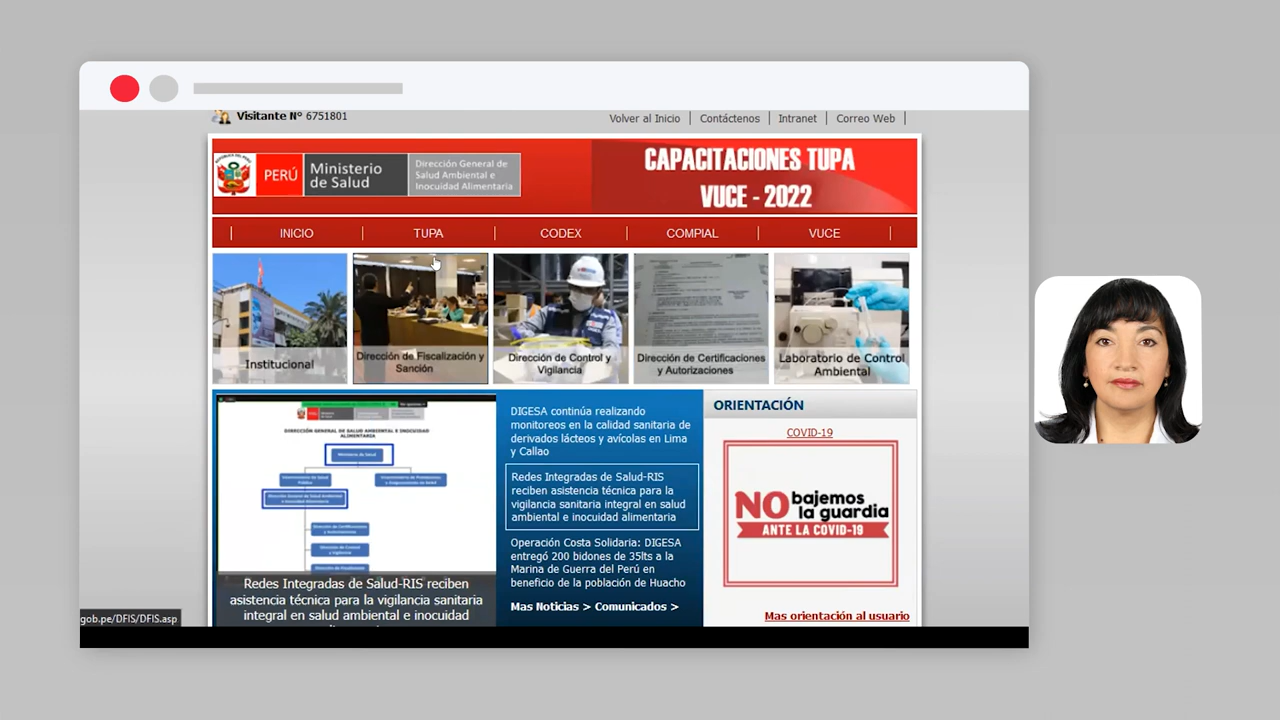 Visitante N° 6751801
Volver al Inicio | Contáctenos | Intranet | Correo Web |
PERÚ
Ministerio
de Salud
Dirección General de
Salud Ambiental e
Inocuidad Alimentaria
CAPACITACIONES TUPA
VUCE - 2022
INICIO
TUPA
CODEX
COMPIAL
VUCE
Institucional
Dirección de Fiscalización y
Sanción
Dirección de Control y
Vigilancia
Dirección de Certificaciones
y Autorizaciones
Laboratorio de Control
Ambiental
DIRECCIÓN GENERAL DE SALUD AMBIENTAL E INOCUIDAD
ALIMENTARIA
Ministerio de Salud
Redes Integradas de Salud-RIS reciben
asistencia técnica para la vigilancia sanitaria
integral en salud ambiental e inocuidad
DIGESA continúa realizando
monitoreos en la calidad sanitaria de
derivados lácteos y avícolas en Lima
y Callao
Redes Integradas de Salud-RIS
reciben asistencia técnica para la
vigilancia sanitaria integral en salud
ambiental e inocuidad alimentaria
Operación Costa Solidaria: DIGESA
entregó 200 bidones de 35lts a la
Marina de Guerra del Perú en
beneficio de la población de Huacho
Mas Noticias > Comunicados >
ORIENTACIÓN
COVID-19
NO bajemos
la guardia
ANTE LA COVID-19
Mas orientación al usuario
gob.pe/DFIS/DFIS.asp